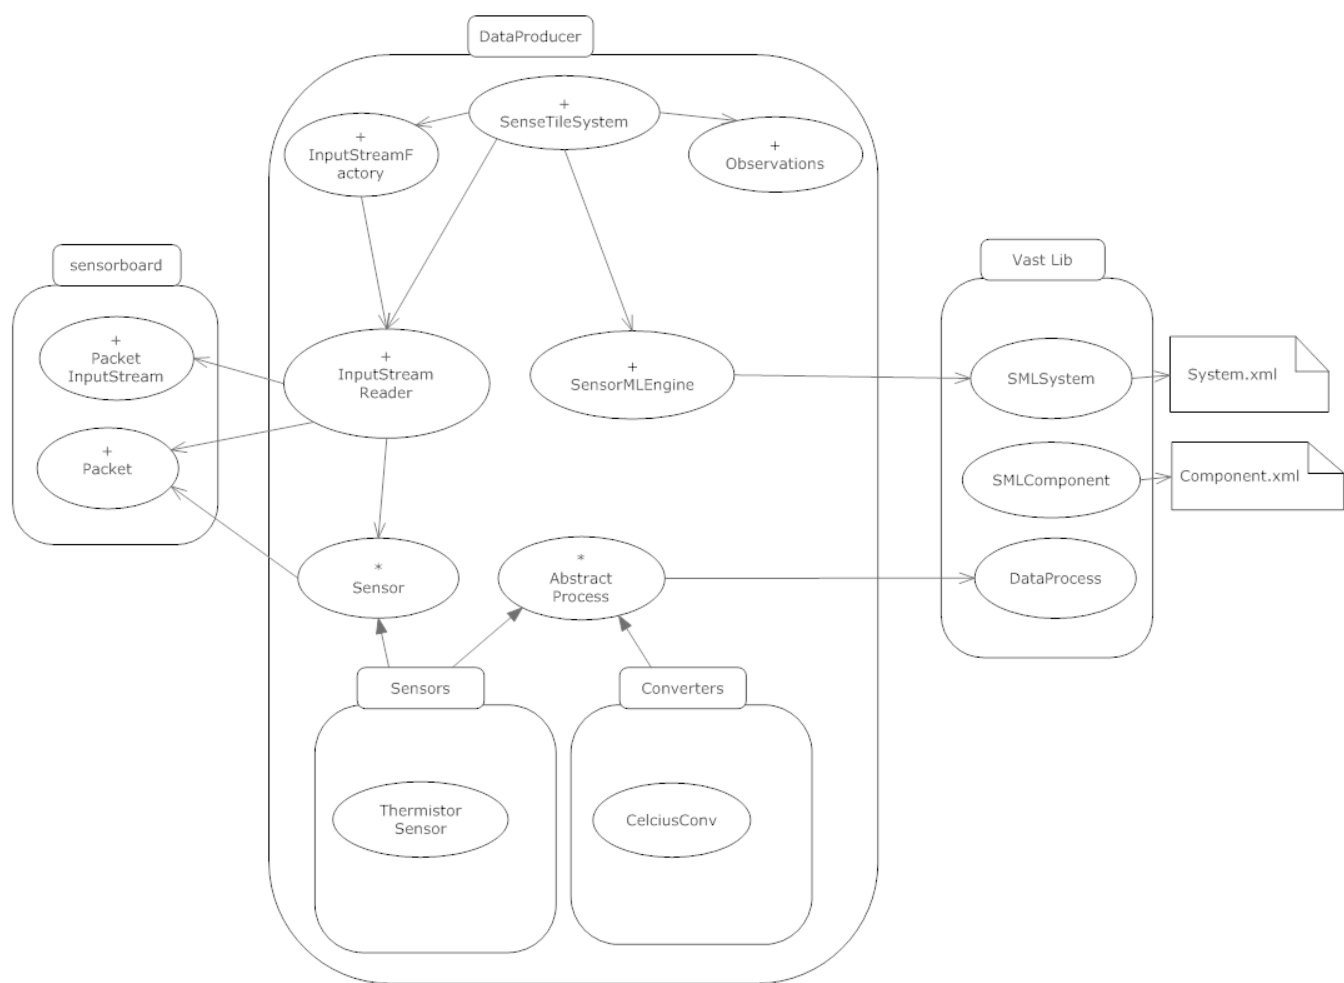 DataProducer
+
SenseTileSystem
+
InputStreamF
actory
+
Observations
sensorboard
+
Packet
InputStream
+
Packet
+
InputStream
Reader
+
SensorMLEngine
Vast Lib
SMLSystem
System.xml
SMLComponent
Component.xml
DataProcess
*
Sensor
*
Abstract
Process
Sensors
Thermistor
Sensor
Converters
CelciusConv